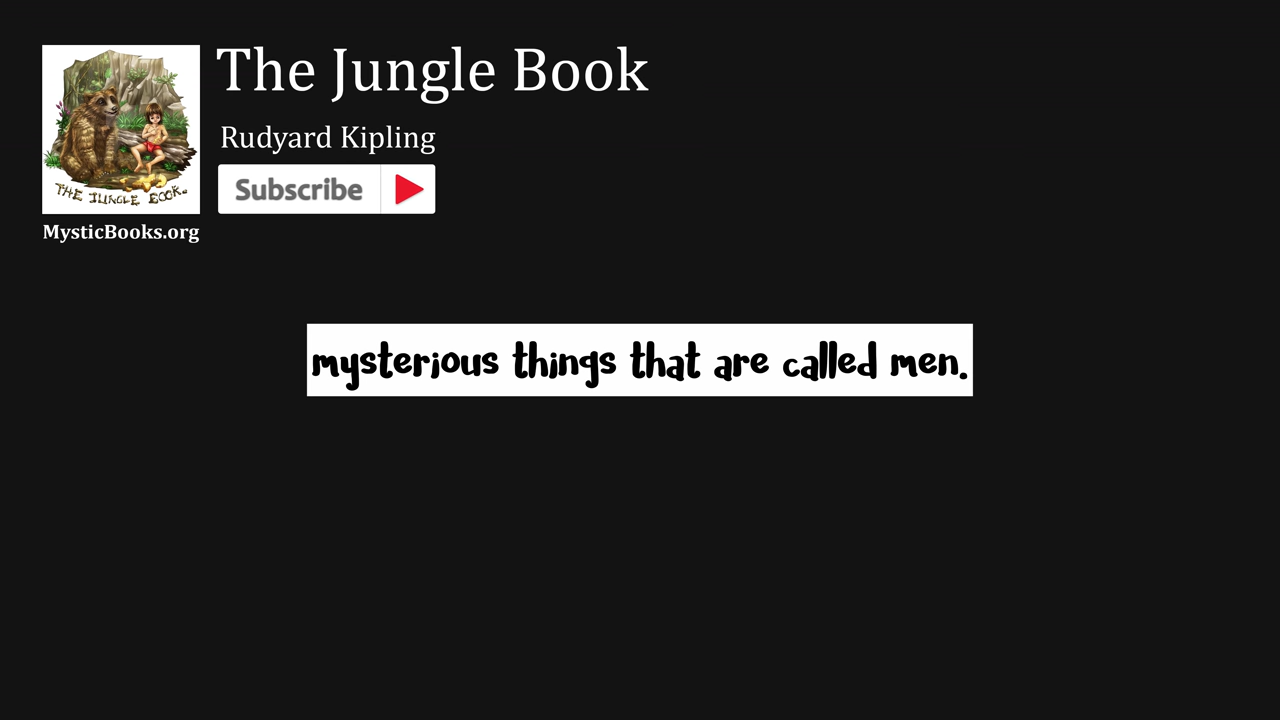 The Jungle Book
Rudyard Kipling
Subscribe
THE JUNGLE BOOK.
MysticBooks.org
mysterious things that are called men.